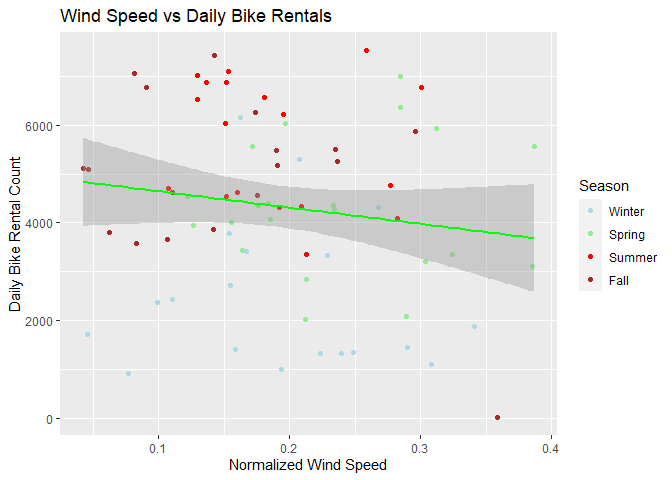 Wind Speed vs Daily Bike Rentals
Daily Bike Rental Count
6000
4000
2000
0
0.1 0.2 0.3 0.4
Normalized Wind Speed
Season
Winter
Spring
Summer
Fall